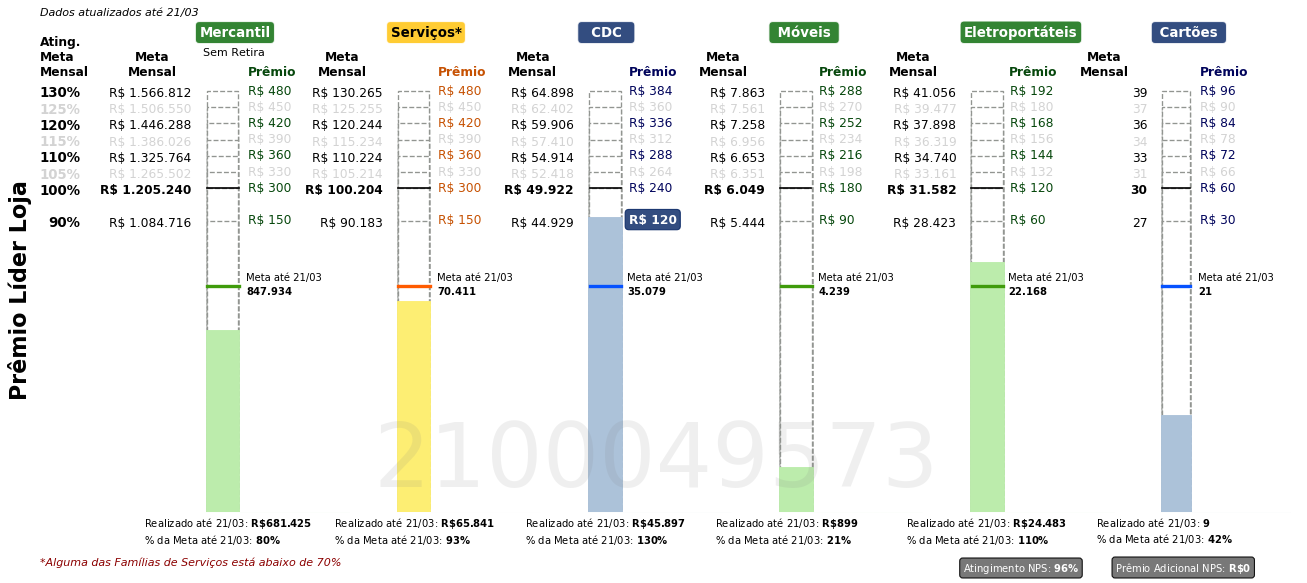 Dados atualizados até 21/03
Mercantil Serviços* CDC Móveis Eletroportáteis Cartões
Sem Retira
Ating. Meta Mensal Meta Mensal Prêmio Meta Mensal Prêmio Meta Mensal Prêmio Meta Mensal Prêmio Meta Mensal Prêmio Meta Mensal Prêmio
130% R$ 1.566.812 R$ 480 R$ 130.265 R$ 480 R$ 64.898 R$ 384 R$ 7.863 R$ 288 R$ 41.056 R$ 192 39 R$ 96
125% R$ 1.506.550 R$ 450 R$ 125.255 R$ 450 R$ 62.402 R$ 360 R$ 7.561 R$ 270 R$ 39.477 R$ 180 37 R$ 90
120% R$ 1.446.288 R$ 420 R$ 120.244 R$ 420 R$ 59.906 R$ 336 R$ 7.258 R$ 252 R$ 37.898 R$ 168 36 R$ 84
115% R$ 1.386.026 R$ 390 R$ 115.234 R$ 390 R$ 57.410 R$ 312 R$ 6.956 R$ 234 R$ 36.319 R$ 156 34 R$ 78
110% R$ 1.325.764 R$ 360 R$ 110.224 R$ 360 R$ 54.914 R$ 288 R$ 6.653 R$ 216 R$ 34.740 R$ 144 33 R$ 72
105% R$ 1.265.502 R$ 330 R$ 105.214 R$ 330 R$ 52.418 R$ 264 R$ 6.351 R$ 198 R$ 33.161 R$ 132 31 R$ 66
100% R$ 1.205.240 R$ 300 R$ 100.204 R$ 300 R$ 49.922 R$ 240 R$ 6.049 R$ 180 R$ 31.582 R$ 120 30 R$ 60
90% R$ 1.084.716 R$ 150 R$ 90.183 R$ 150 R$ 44.929 R$ 120 R$ 5.444 R$ 90 R$ 28.423 R$ 60 27 R$ 30
Prêmio Líder Loja
Meta até 21/03 Meta até 21/03 Meta até 21/03 Meta até 21/03 Meta até 21/03 Meta até 21/03
847.934 70.411 35.079 4.239 22.168 21
2100049573
Realizado até 21/03: R$681.425 Realizado até 21/03: R$65.841 Realizado até 21/03: R$45.897 Realizado até 21/03: R$899 Realizado até 21/03: R$24.483 Realizado até 21/03: 9
% da Meta até 21/03: 80% % da Meta até 21/03: 93% % da Meta até 21/03: 130% % da Meta até 21/03: 21% % da Meta até 21/03: 110% % da Meta até 21/03: 42%
*Alguma das Famílias de Serviços está abaixo de 70%
Atingimento NPS: 96% Prêmio Adicional NPS: R$0